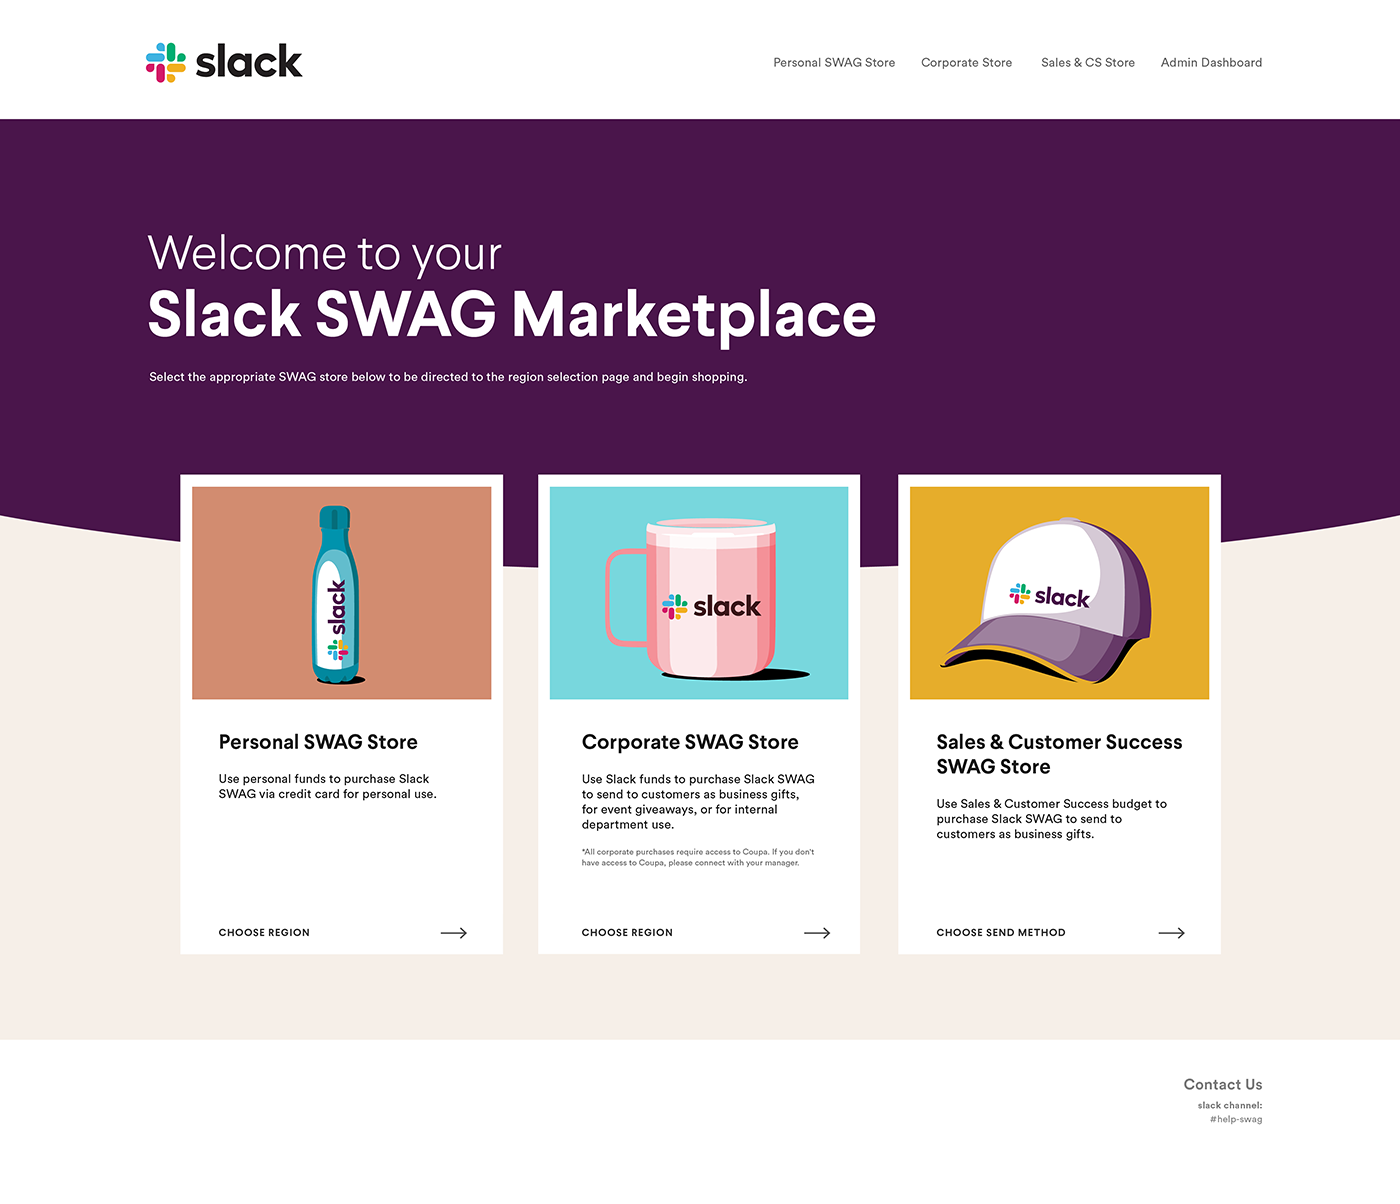 slack
Personal SWAG Store
Corporate Store
Sales & CS Store
Admin Dashboard
Welcome to your
Slack SWAG Marketplace
Select the appropriate SWAG store below to be directed to the region selection page and begin shopping.
slack
Personal SWAG Store
Use personal funds to purchase Slack
SWAG via credit card for personal use.
CHOOSE REGION
slack
Corporate SWAG Store
Use Slack funds to purchase Slack SWAG
to send to customers as business gifts,
for event giveaways, or for internal
department use.
*All corporate purchases require access to Coupa. If you don't
have access to Coupa, please connect with your manager.
CHOOSE REGION
slack
Sales & Customer Success
SWAG Store
Use Sales & Customer Success budget to
purchase Slack SWAG to send to
customers as business gifts.
CHOOSE SEND METHOD
Contact Us
slack channel:
#help-swag